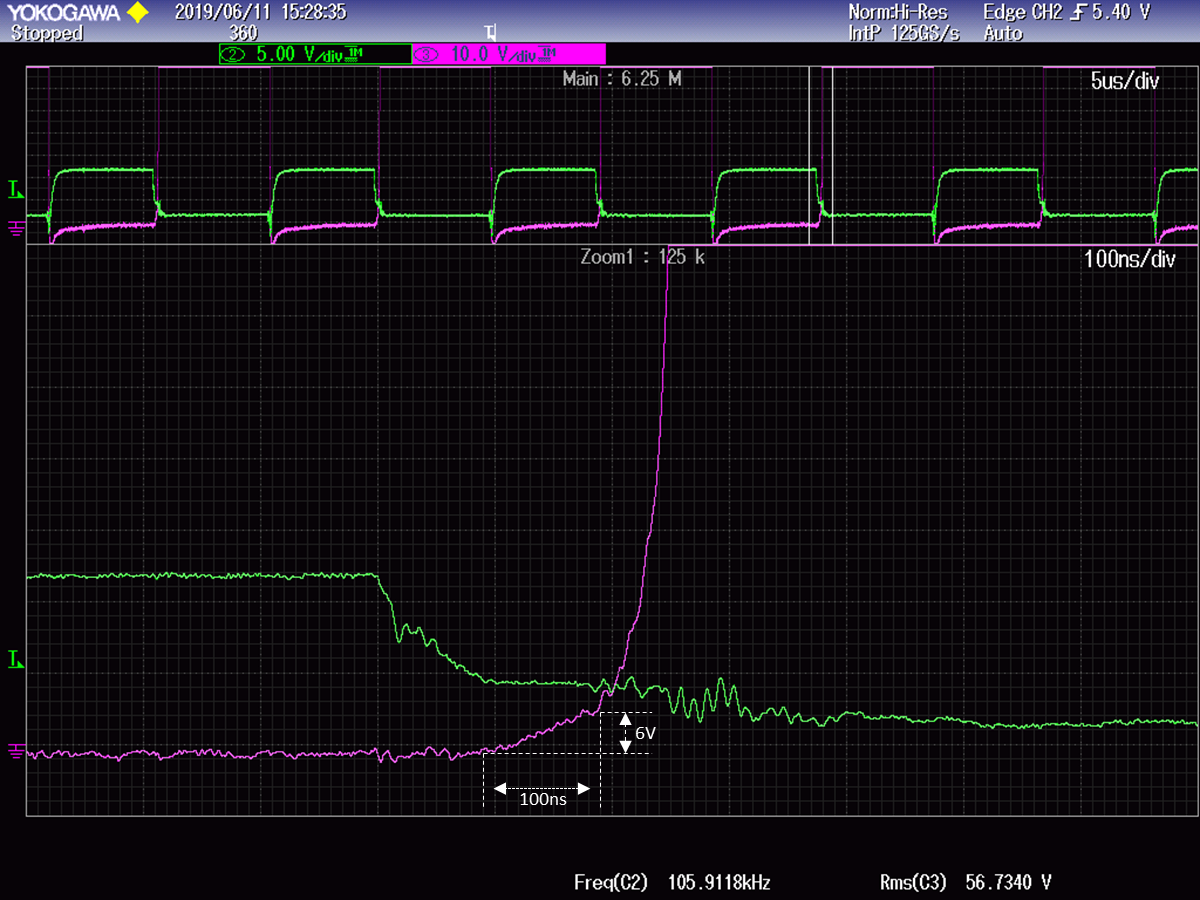 YOKOGAWA 2019/06/11 15:28:35 Norm:Hi-Res Edge CH2 5.40 V
Stopped 360 T IntP 125GS/s Auto
2 5.00 V/div 1M 3 10.0 V/div 1M
Main : 6.25 M 5us/div
T
Zoom1 : 125 k 100ns/div
T
6V
100ns
Freq(C2) 105.9118kHz Rms(C3) 56.7340 V